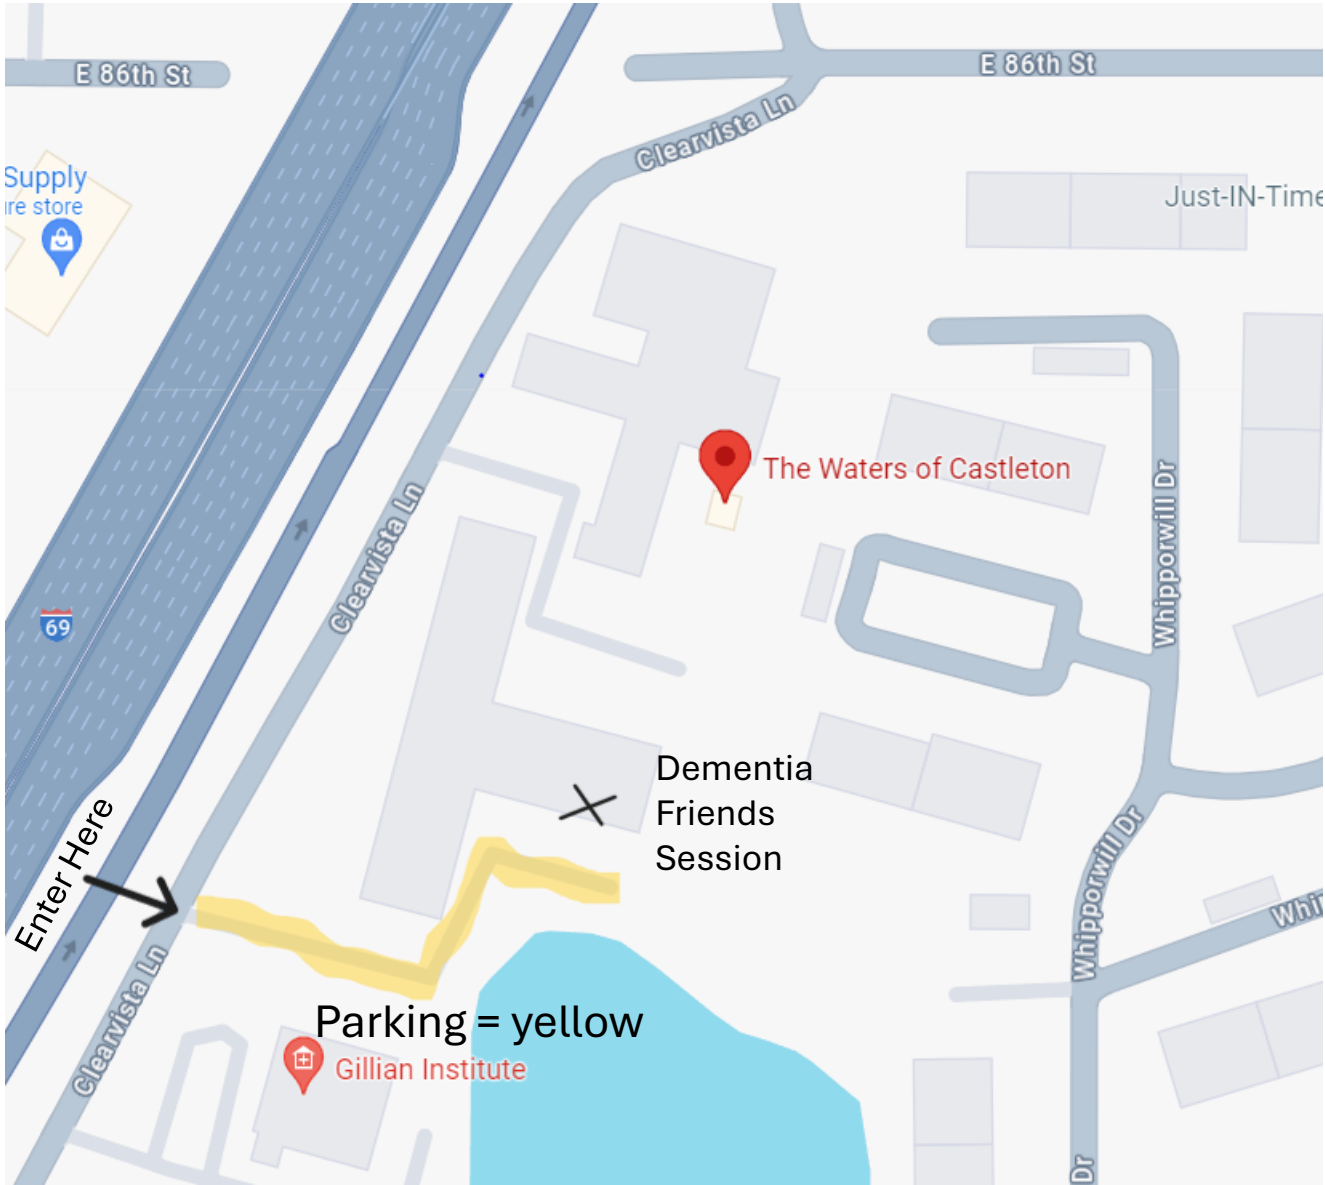 E 86th St
E 86th St
Clearvista Ln
Supply
re store
Just-IN-Time
The Waters of Castleton
Clearvista Ln
Whipporwill Dr
69
Dementia
Friends
Session
Enter Here
Whipporwill Dr
Whip
Clearvista Ln
Parking = yellow
Gillian Institute
Dr